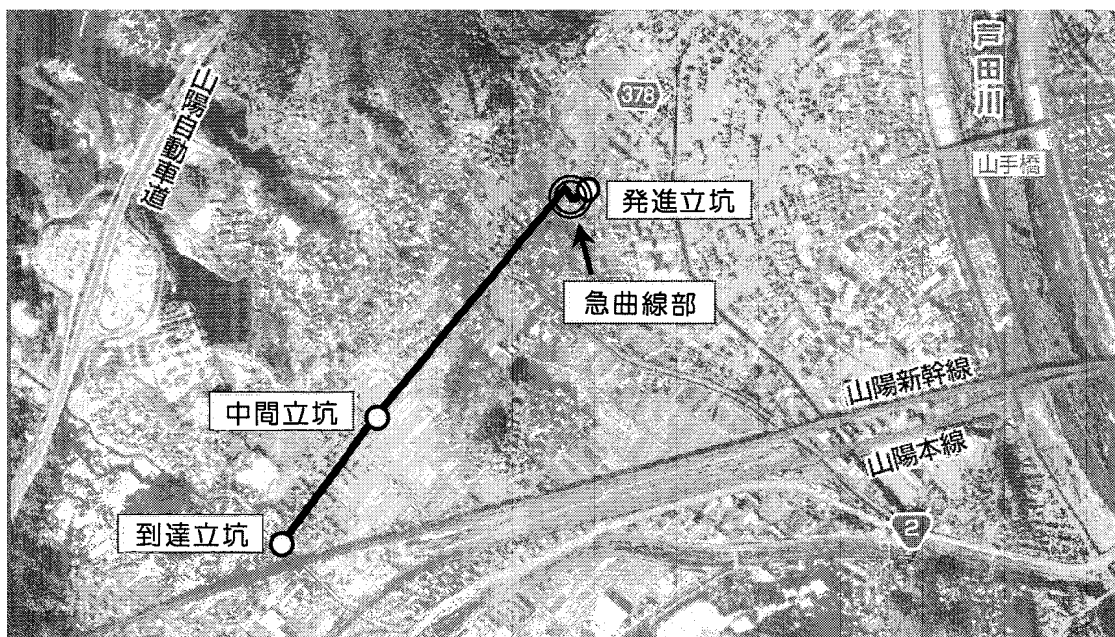 芦田川
山陽自動車道
378
山手橋
発進立坑
急曲線部
山陽新幹線
中間立坑
山陽本線
到達立坑
2